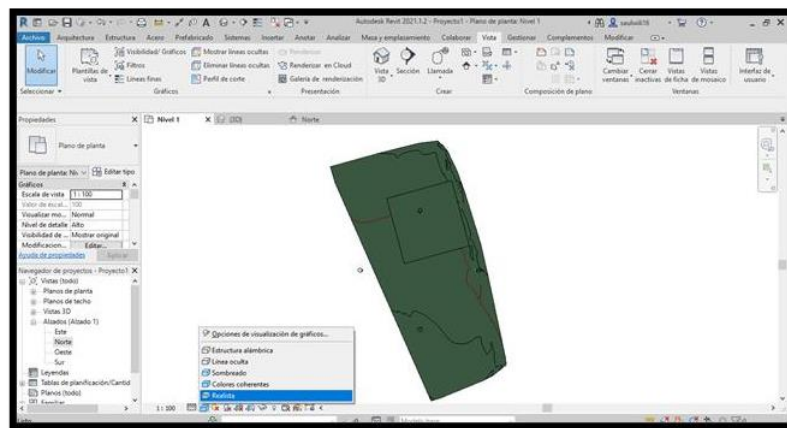 Autodesk Revit 2021.1.2 - Proyecto1 - Plano de planta: Nivel 1
Archivo Arquitectura Estructura Acero Prefabricado Sistemas Insertar Anotar Analizar Masa y emplazamiento Colaborar Vista Gestionar Complementos Modificar
Modificar
Plantillas de vista
Visibilidad/ Gráficos
Filtros
Líneas finas
Mostrar líneas ocultas
Eliminar líneas ocultas
Perfil de corte
Renderizar
Renderizar en Cloud
Galería de renderización
Vista 3D
Sección
Llamada
Cambiar ventanas
Cerrar inactivas
Vistas de ficha
Vistas de mosaico
Interfaz de usuario
Seleccionar
Gráficos
Presentación
Crear
Composición de plano
Ventanas
Propiedades
Nivel 1
(3D)
Norte
Plano de planta
Plano de planta: Niv
Editar tipo
Gráficos
Escala de vista 1 : 100
Valor de escal... 100
Visualizar mo... Normal
Nivel de detalle Alto
Visibilidad de ... Mostrar original
Modificacion... Editar...
Ayuda de propiedades
Aplicar
Navegador de proyectos - Proyecto1
Vistas (todo)
Planos de planta
Planos de techo
Vistas 3D
Alzados (Alzado 1)
Este
Norte
Oeste
Sur
Leyendas
Tablas de planificación/Cantid
Planos (todo)
Opciones de visualización de gráficos...
Estructura alámbrica
Línea oculta
Sombreado
Colores coherentes
Realista
1 : 100